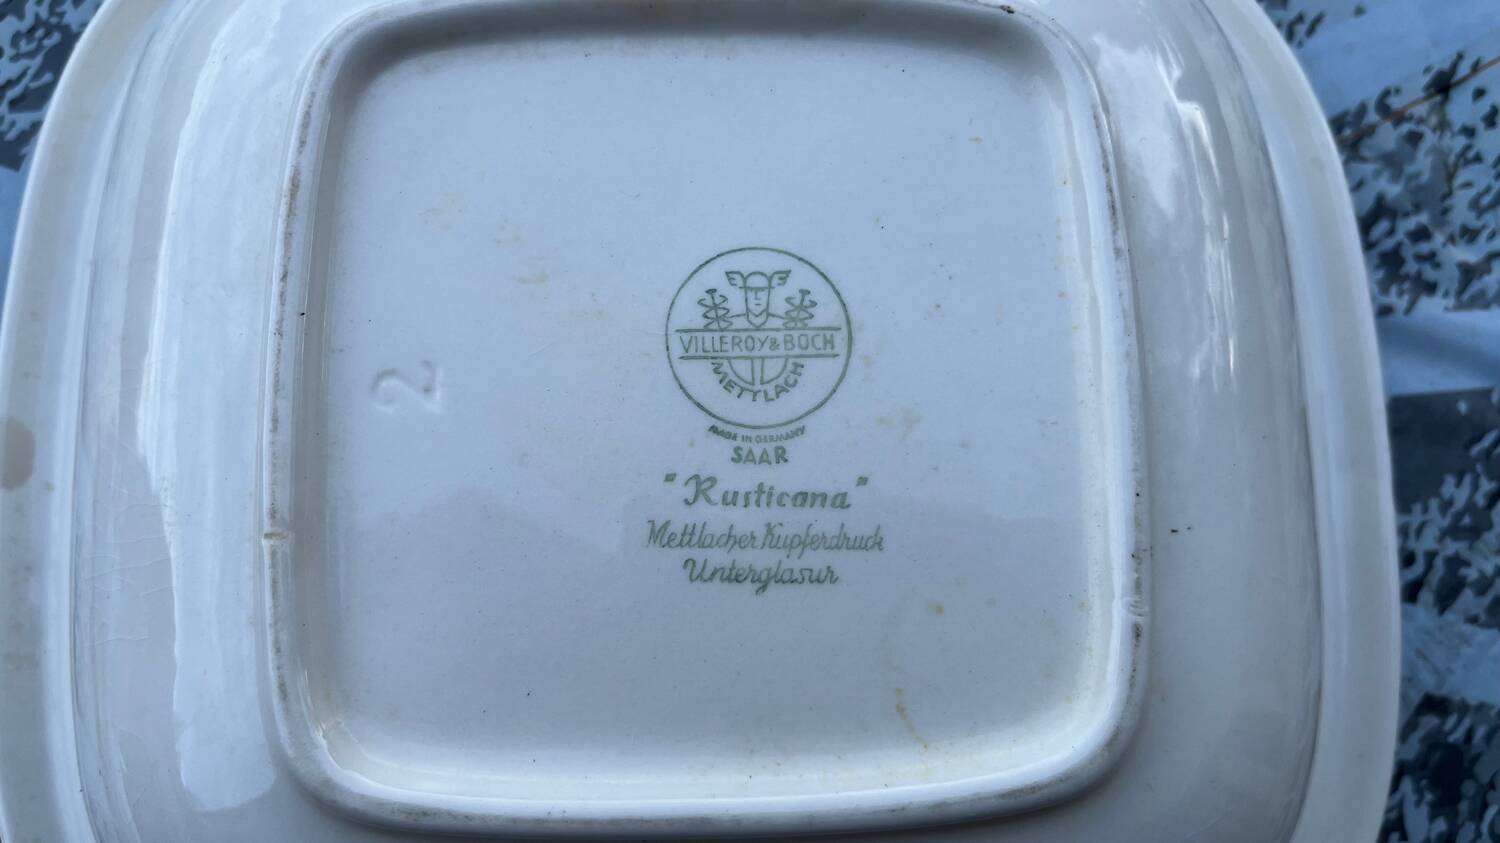 2
VILLEROY & BOCH
METTLACH
MADE IN GERMANY
SAAR
"Rusticana"
Mettlacher Kupferdruck
Unterglasur